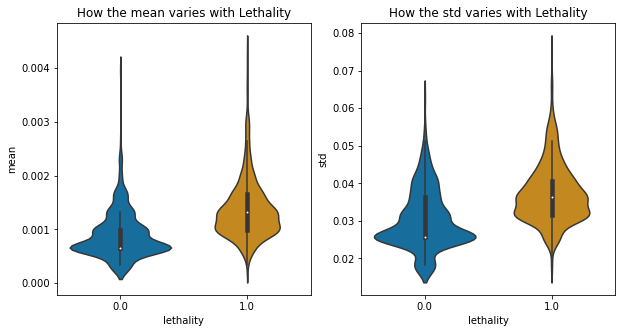 How the mean varies with Lethality
mean
0.004
0.003
0.002
0.001
0.000
0.0
1.0
lethality
How the std varies with Lethality
std
0.08
0.07
0.06
0.05
0.04
0.03
0.02
0.0
1.0
lethality